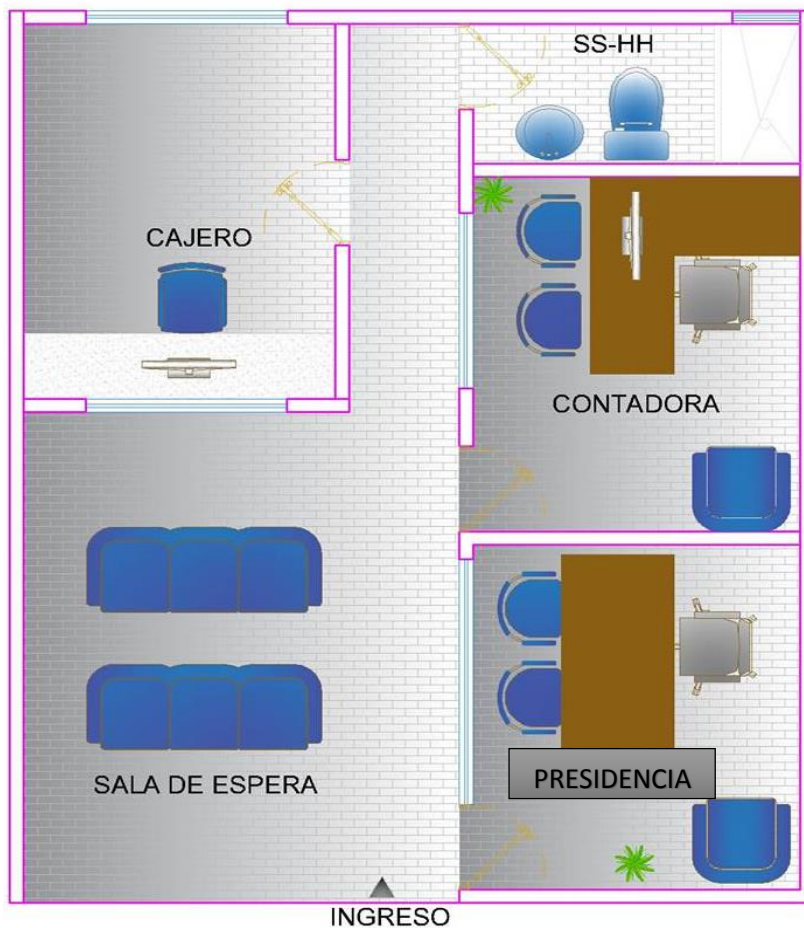 SS-HH
CAJERO
CONTADORA
SALA DE ESPERA
PRESIDENCIA
INGRESO